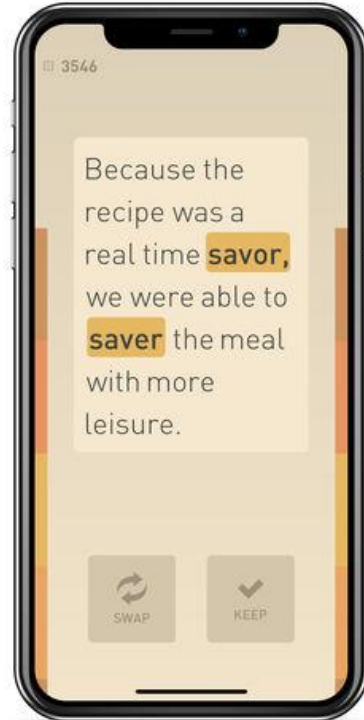 3546
Because the
recipe was a
real time savor,
we were able to
saver the meal
with more
leisure.
SWAP
KEEP